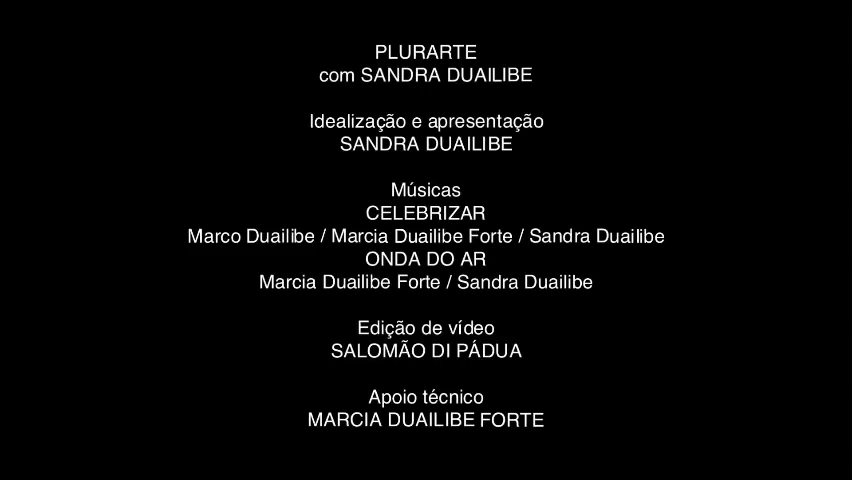 PLURARTE
com SANDRA DUAILIBE
Idealização e apresentação
SANDRA DUAILIBE
Músicas
CELEBRIZAR
Marco Duailibe / Marcia Duailibe Forte / Sandra Duailibe
ONDA DO AR
Marcia Duailibe Forte / Sandra Duailibe
Edição de vídeo
SALOMÃO DI PÁDUA
Apoio técnico
MARCIA DUAILIBE FORTE